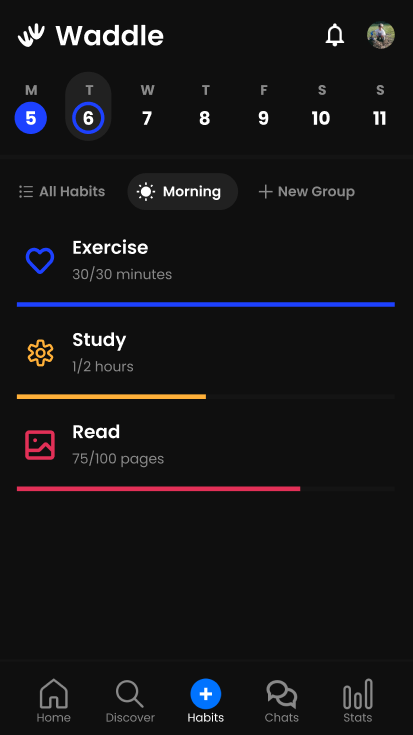 Waddle
M T W T F S S
5 6 7 8 9 10 11
All Habits Morning New Group
Exercise
30/30 minutes
Study
1/2 hours
Read
75/100 pages
Home Discover Habits Chats Stats